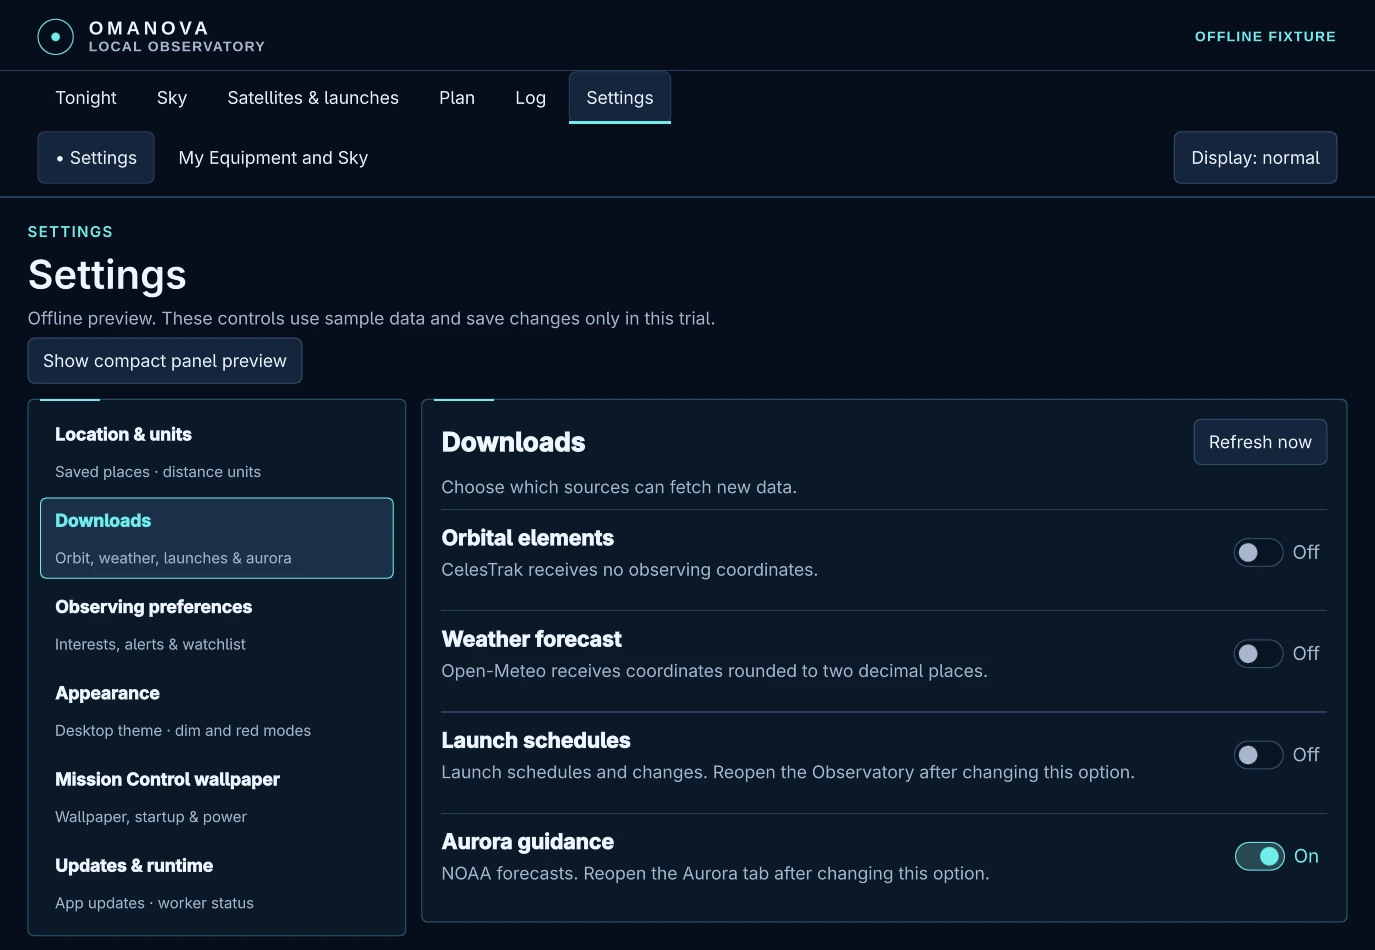 OMANOVA
LOCAL OBSERVATORY
OFFLINE FIXTURE
Tonight
Sky
Satellites & launches
Plan
Log
Settings
• Settings
My Equipment and Sky
Display: normal
SETTINGS
Settings
Offline preview. These controls use sample data and save changes only in this trial.
Show compact panel preview
Location & units
Saved places · distance units
Downloads
Orbit, weather, launches & aurora
Observing preferences
Interests, alerts & watchlist
Appearance
Desktop theme · dim and red modes
Mission Control wallpaper
Wallpaper, startup & power
Updates & runtime
App updates · worker status
Downloads
Refresh now
Choose which sources can fetch new data.
Orbital elements
CelesTrak receives no observing coordinates.
Off
Weather forecast
Open-Meteo receives coordinates rounded to two decimal places.
Off
Launch schedules
Launch schedules and changes. Reopen the Observatory after changing this option.
Off
Aurora guidance
NOAA forecasts. Reopen the Aurora tab after changing this option.
On